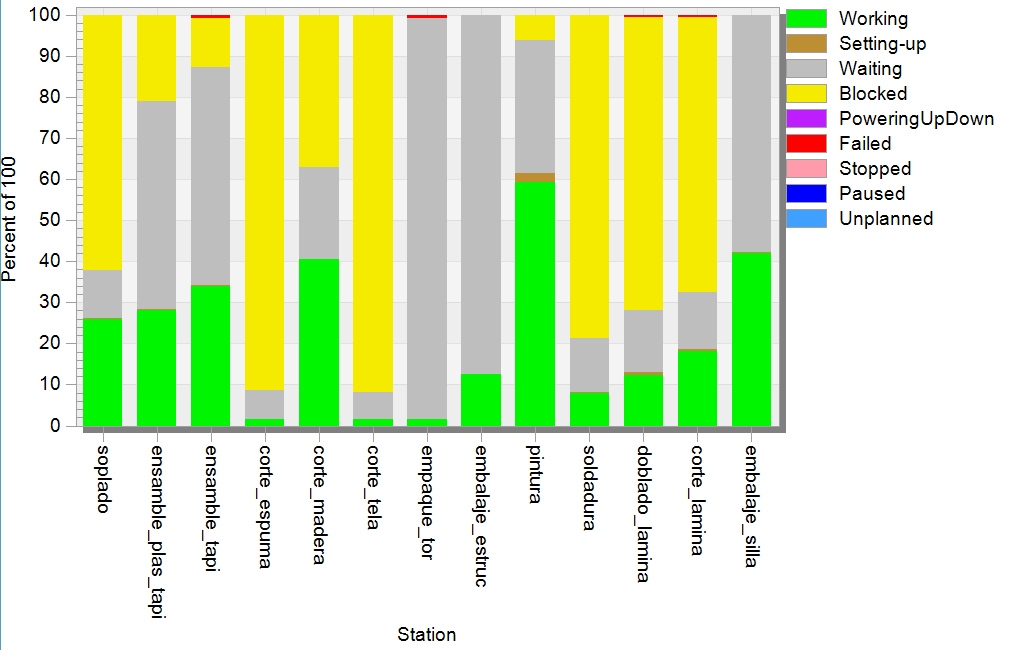 Percent of 100
100
90
80
70
60
50
40
30
20
10
0
soplado
ensamble_plas_tapi
ensamble_tapi
corte_espuma
corte_madera
corte_tela
empaque_tor
embalaje_estruc
pintura
soldadura
doblado_lamina
corte_lamina
embalaje_silla
Station
Working
Setting-up
Waiting
Blocked
PoweringUpDown
Failed
Stopped
Paused
Unplanned